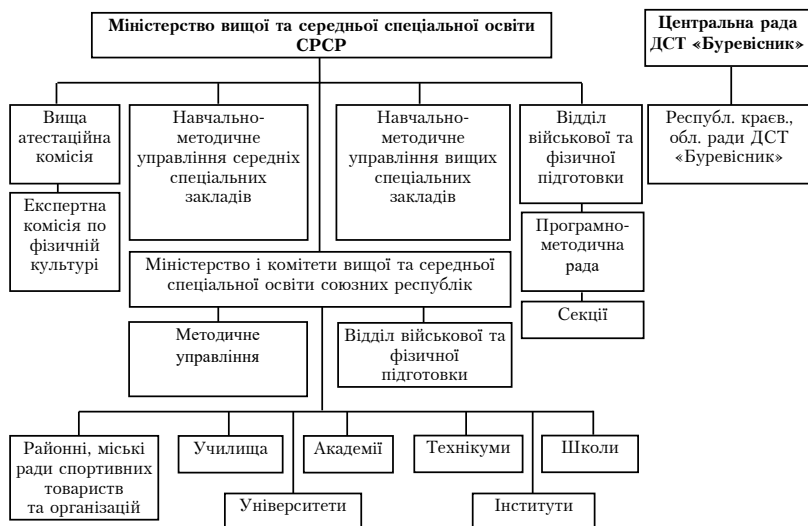 Міністерство вищої та середньої спеціальної освіти
СРСР
Центральна рада
ДСТ «Буревісник»
Вища
атестаційна
комісія
Навчально-
методичне
управління середніх
спеціальних
закладів
Навчально-
методичне
управління вищих
спеціальних
закладів
Відділ
військової та
фізичної
підготовки
Республ. краєв.,
обл. ради ДСТ
«Буревісник»
Експертна
комісія по
фізичній
культурі
Програмно-
методична
рада
Міністерство і комітети вищої та середньої
спеціальної освіти союзних республік
Секції
Методичне
управління
Відділ військової та
фізичної
підготовки
Районні, міські
ради спортивних
товариств
та організацій
Училища
Академії
Технікуми
Школи
Університети
Інститути